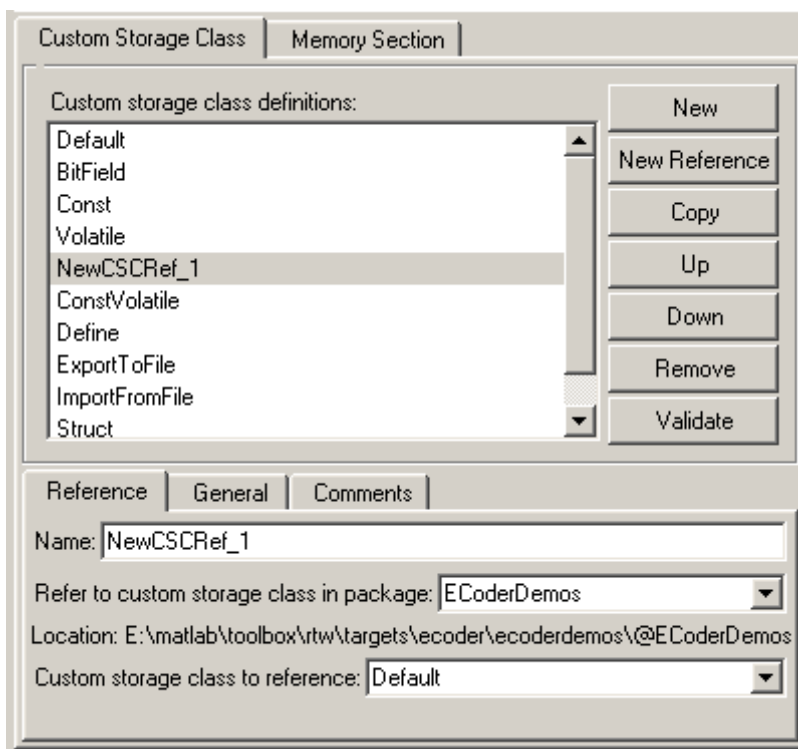 Custom Storage Class
Memory Section
Custom storage class definitions:
Default
BitField
Const
Volatile
NewCSCRef_1
ConstVolatile
Define
ExportToFile
ImportFromFile
Struct
New
New Reference
Copy
Up
Down
Remove
Validate
Reference
General
Comments
Name: NewCSCRef_1
Refer to custom storage class in package: ECoderDemos
Location: E:\matlab\toolbox\rtw\targets\ecoder\ecoderdemos\@ECoderDemos
Custom storage class to reference: Default